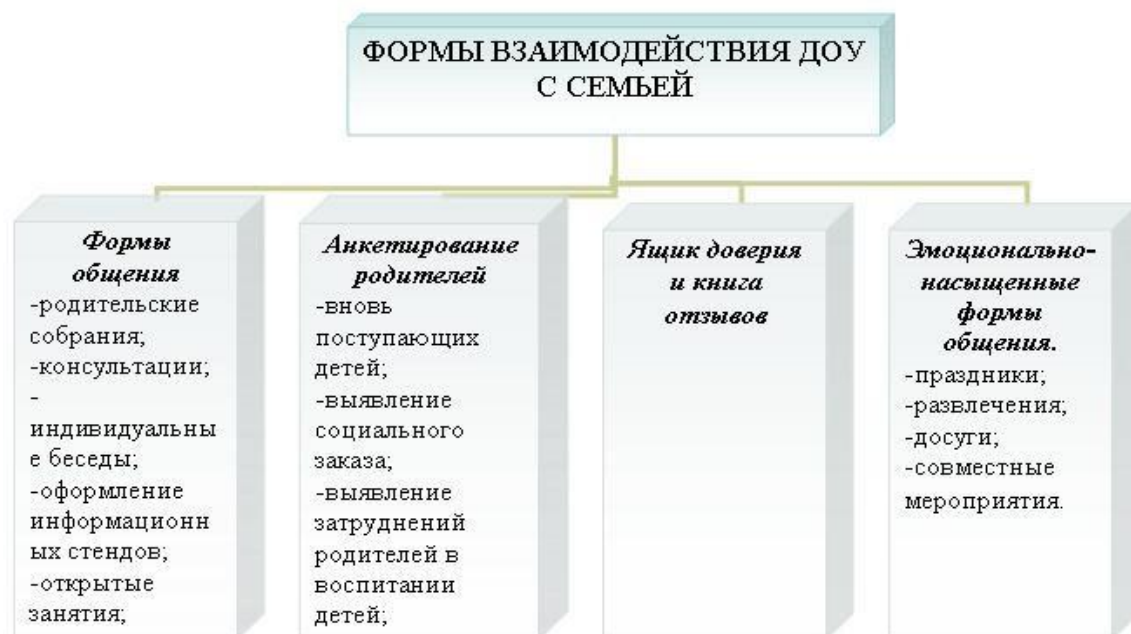 ФОРМЫ ВЗАИМОДЕЙСТВИЯ ДОУ
С СЕМЬЕЙ
Формы
общения
-родительские
собрания;
-консультации;
-
индивидуальны
е беседы;
-оформление
информационн
ых стендов;
-открытые
занятия;
Анкетирование
родителей
-вновь
поступающих
детей;
-выявление
социального
заказа;
-выявление
затруднений
родителей в
воспитании
детей;
Ящик доверия
и книга
отзывов
Эмоционально-
насыщенные
формы
общения.
-праздники;
-развлечения;
-досуги;
-совместные
мероприятия.